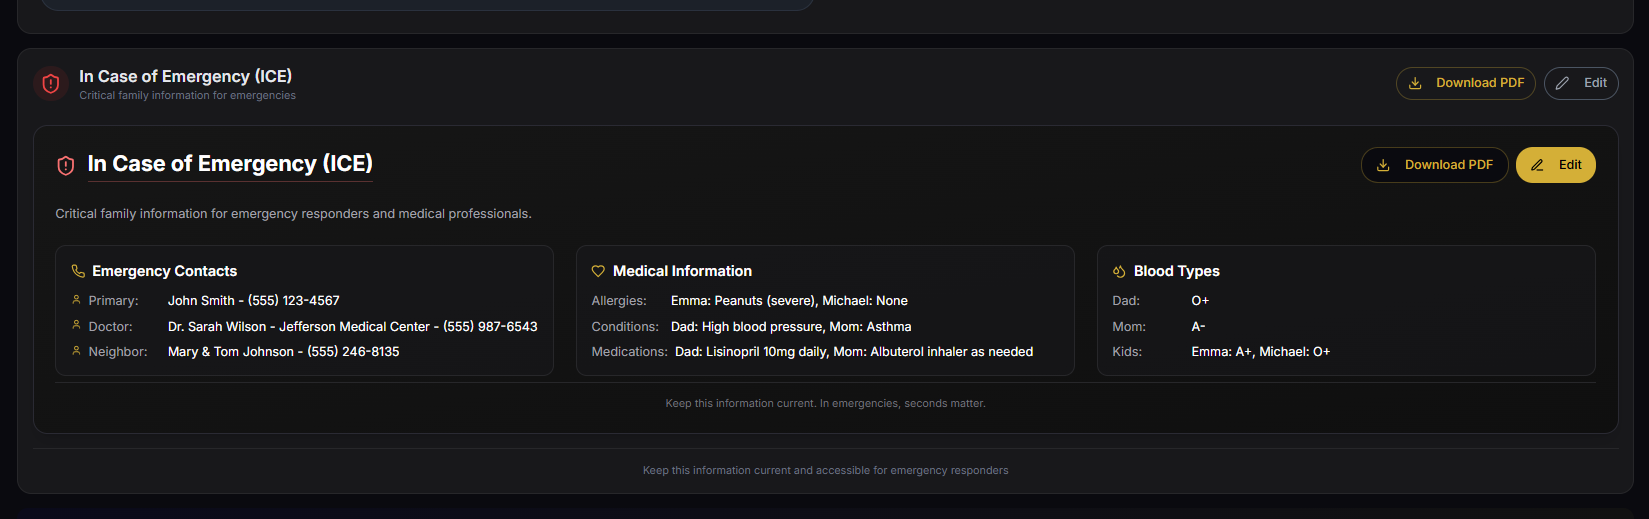 In Case of Emergency (ICE)
Critical family information for emergencies
Download PDF
Edit
In Case of Emergency (ICE)
Download PDF
Edit
Critical family information for emergency responders and medical professionals.
Emergency Contacts
Primary: John Smith - (555) 123-4567
Doctor: Dr. Sarah Wilson - Jefferson Medical Center - (555) 987-6543
Neighbor: Mary & Tom Johnson - (555) 246-8135
Medical Information
Allergies: Emma: Peanuts (severe), Michael: None
Conditions: Dad: High blood pressure, Mom: Asthma
Medications: Dad: Lisinopril 10mg daily, Mom: Albuterol inhaler as needed
Blood Types
Dad: O+
Mom: A-
Kids: Emma: A+, Michael: O+
Keep this information current. In emergencies, seconds matter.
Keep this information current and accessible for emergency responders